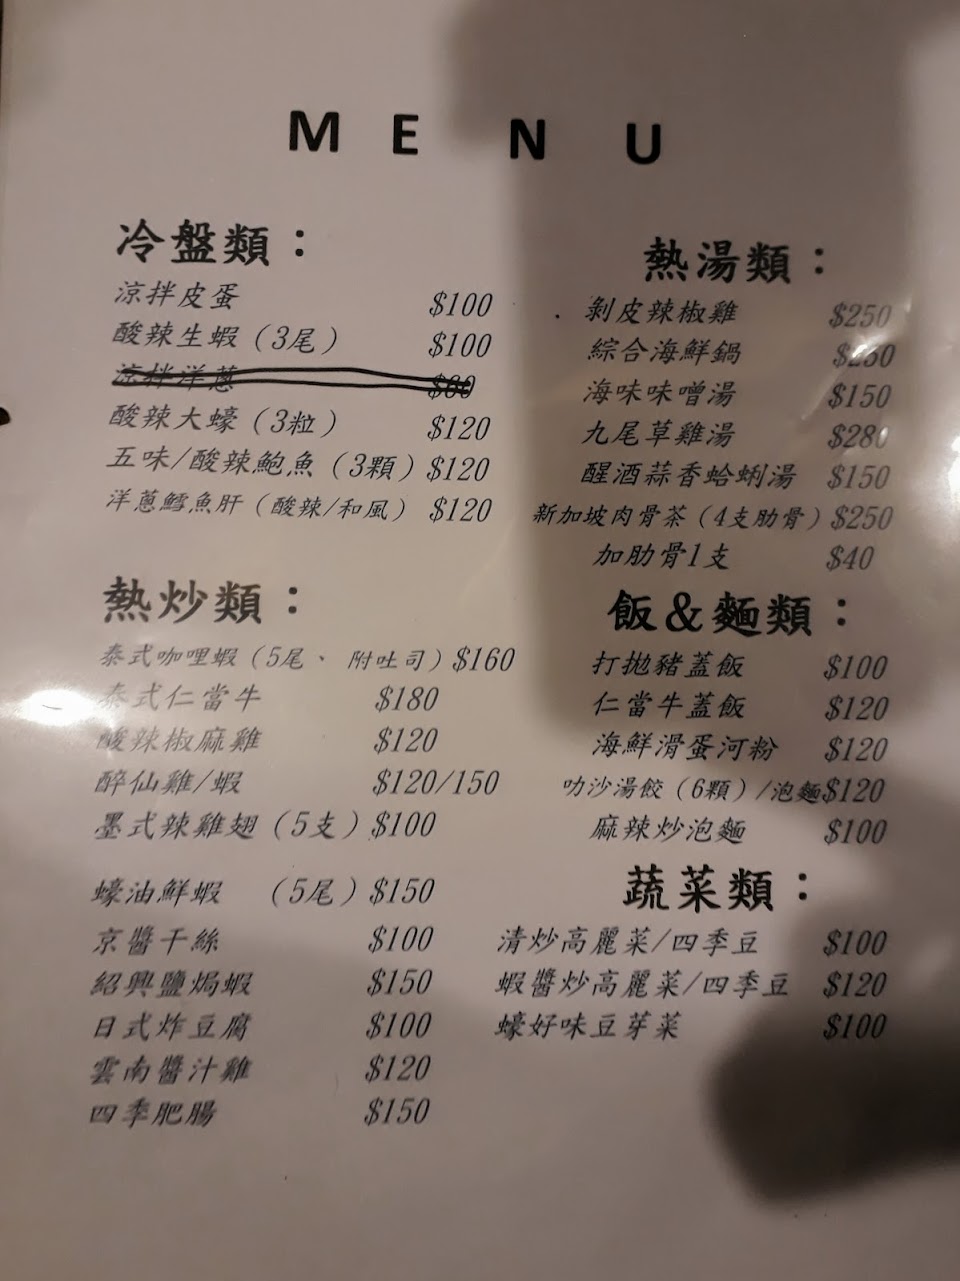 MENU
冷盤類：
涼拌皮蛋 $100
酸辣生蝦（3尾） $100
涼拌洋蔥 $60
酸辣大蠔（3粒） $120
五味/酸辣鮑魚（3顆）$120
洋蔥鱈魚肝（酸辣/和風） $120
熱炒類：
泰式咖哩蝦（5尾、 附吐司）$160
泰式仁當牛 $180
酸辣椒麻雞 $120
醉仙雞/蝦 $120/150
墨式辣雞翅（5支）$100
蠔油鮮蝦 （5尾）$150
京醬干絲 $100
紹興鹽焗蝦 $150
日式炸豆腐 $100
雲南醬汁雞 $120
四季肥腸 $150
熱湯類：
剝皮辣椒雞 $250
綜合海鮮鍋 $250
海味味噌湯 $150
九尾草雞湯 $280
醒酒蒜香蛤蜊湯 $150
新加坡肉骨茶（4支肋骨）$250
加肋骨1支 $40
飯&麵類：
打拋豬蓋飯 $100
仁當牛蓋飯 $120
海鮮滑蛋河粉 $120
叻沙湯餃（6顆）/泡麵$120
麻辣炒泡麵 $100
蔬菜類：
清炒高麗菜/四季豆 $100
蝦醬炒高麗菜/四季豆 $120
蠔好味豆芽菜 $100